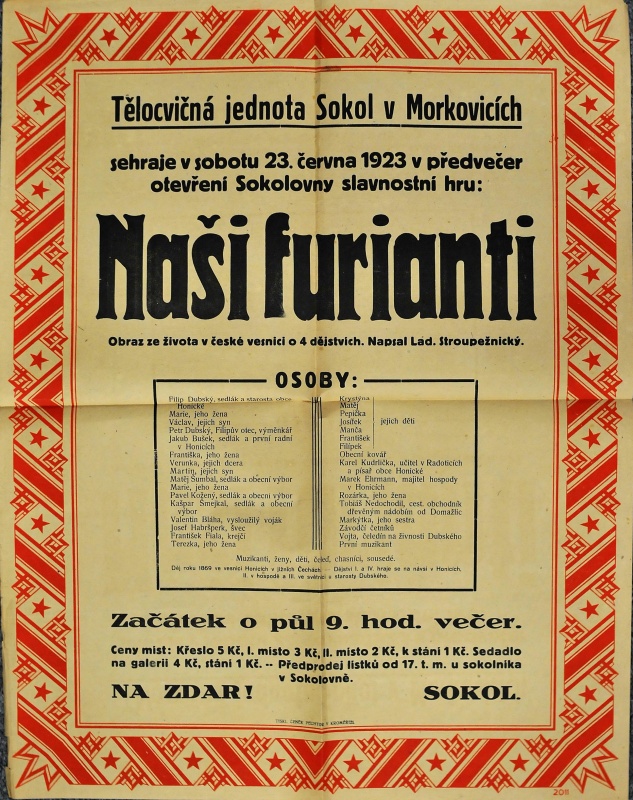 Tělocvičná jednota Sokol v Morkovicích
sehraje v sobotu 23. června 1923 v předvečer
otevření Sokolovny slavnostní hru:
Naši furianti
Obraz ze života v české vesnici o 4 dějstvích. Napsal Lad. Stroupežnický.
OSOBY:
Filip Dubský, sedlák a starosta obce
Honické
Marie, jeho žena
Václav, jejich syn
Petr Dubský, Filipův otec, výměnkář
Jakub Bušek, sedlák a první radní
v Honicích
Františka, jeho žena
Verunka, jejich dcera
Martin, jejich syn
Matěj Šumbal, sedlák a obecní výbor
Marie, jeho žena
Pavel Kožený, sedlák a obecní výbor
Kašpar Šmejkal, sedlák a obecní
výbor
Valentin Bláha, vysloužilý voják
Josef Habršperk, švec
František Fiala, krejčí
Terezka, jeho žena
Krystýna
Matěj
Pepička
Josífek
jejich děti
Manča
František
Filípek
Obecní kovář
Karel Kudrlička, učitel v Radoticích
a písař obce Honické
Marek Ehrmann, majitel hospody
v Honicích
Rozárka, jeho žena
Tobiáš Nedochodil, cest. obchodník
dřevěným nádobím od Domažlic
Markýtka, jeho sestra
Závodčí četníků
Vojta, čeledín na živnosti Dubského
První muzikant
Muzikanti, ženy, děti, čeleď, chasníci, sousedé.
Děj roku 1869 ve vesnici Honicích v jižních Čechách — Dějství I. a IV. hraje se na návsi v Honicích,
II. v hospodě a III. ve světnici u starosty Dubského.
Začátek o půl 9. hod. večer.
Ceny míst: Křeslo 5 Kč, I. místo 3 Kč, II. místo 2 Kč, k stání 1 Kč. Sedadlo
na galerii 4 Kč, stání 1 Kč. -- Předprodej lístků od 17. t. m. u sokolníka
v Sokolovně.
NA ZDAR! SOKOL.